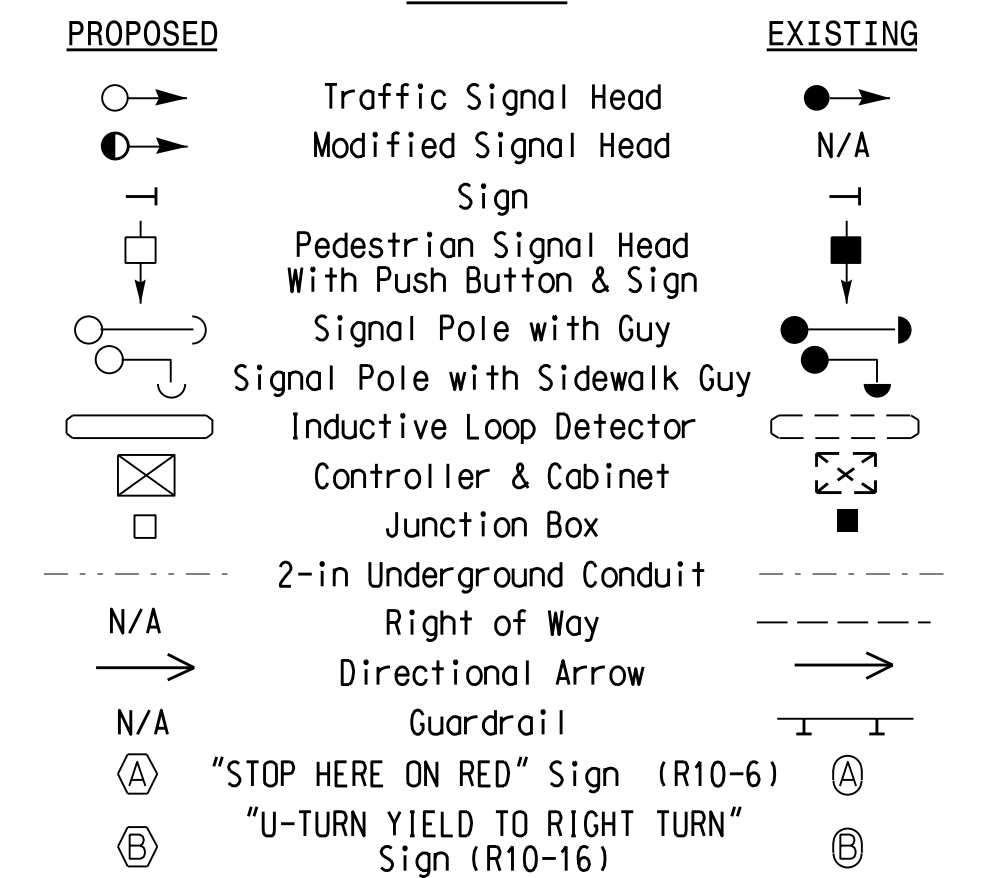 PROPOSED EXISTING
Traffic Signal Head
Modified Signal Head N/A
Sign
Pedestrian Signal Head
With Push Button & Sign
Signal Pole with Guy
Signal Pole with Sidewalk Guy
Inductive Loop Detector
Controller & Cabinet
Junction Box
2-in Underground Conduit
N/A Right of Way
Directional Arrow
N/A Guardrail
A "STOP HERE ON RED" Sign (R10-6) A
"U-TURN YIELD TO RIGHT TURN"
B Sign (R10-16) B